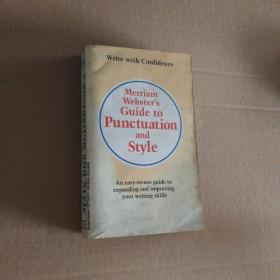 Write with Confidence
Merriam
Webster's
Guide to
Punctuation
and
Style
An easy-to-use guide to
expanding and improving
your writing skills